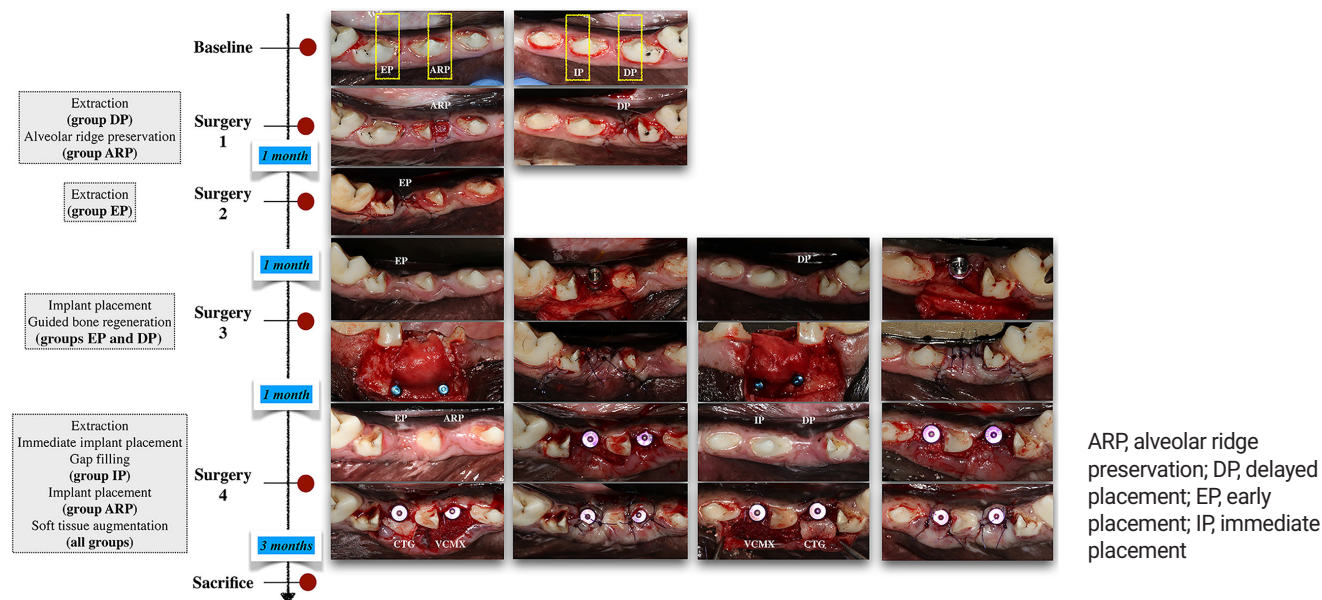 Baseline
EP
ARP
IP
DP
Extraction
(group DP)
Alveolar ridge preservation
(group ARP)
Surgery
1
ARP
DP
1 month
Extraction
(group EP)
Surgery
2
EP
1 month
EP
DP
Implant placement
Guided bone regeneration
(groups EP and DP)
Surgery
3
1 month
Extraction
Immediate implant placement
Gap filling
(group IP)
Implant placement
(group ARP)
Soft tissue augmentation
(all groups)
Surgery
4
EP
ARP
IP
DP
CTG
VCMX
VCMX
CTG
3 months
Sacrifice
ARP, alveolar ridge
preservation; DP, delayed
placement; EP, early
placement; IP, immediate
placement